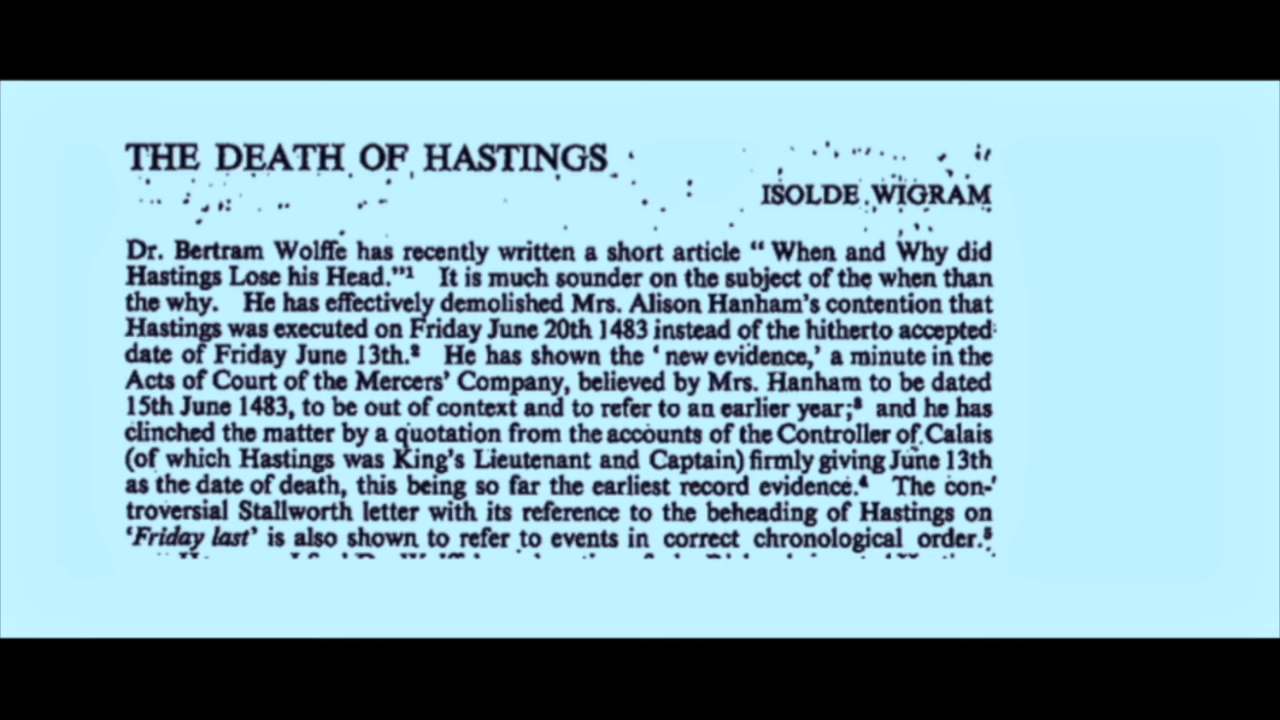 THE DEATH OF HASTINGS
ISOLDE WIGRAM
Dr. Bertram Wolffe has recently written a short article “ When and Why did
Hastings Lose his Head.”¹ It is much sounder on the subject of the when than
the why. He has effectively demolished Mrs. Alison Hanham’s contention that
Hastings was executed on Friday June 20th 1483 instead of the hitherto accepted
date of Friday June 13th.² He has shown the ‘ new evidence,’ a minute in the
Acts of Court of the Mercers’ Company, believed by Mrs. Hanham to be dated
15th June 1483, to be out of context and to refer to an earlier year;³ and he has
clinched the matter by a quotation from the accounts of the Controller of Calais
(of which Hastings was King’s Lieutenant and Captain) firmly giving June 13th
as the date of death, this being so far the earliest record evidence.⁴ The con-
troversial Stallworth letter with its reference to the beheading of Hastings on
‘Friday last’ is also shown to refer to events in correct chronological order.⁵